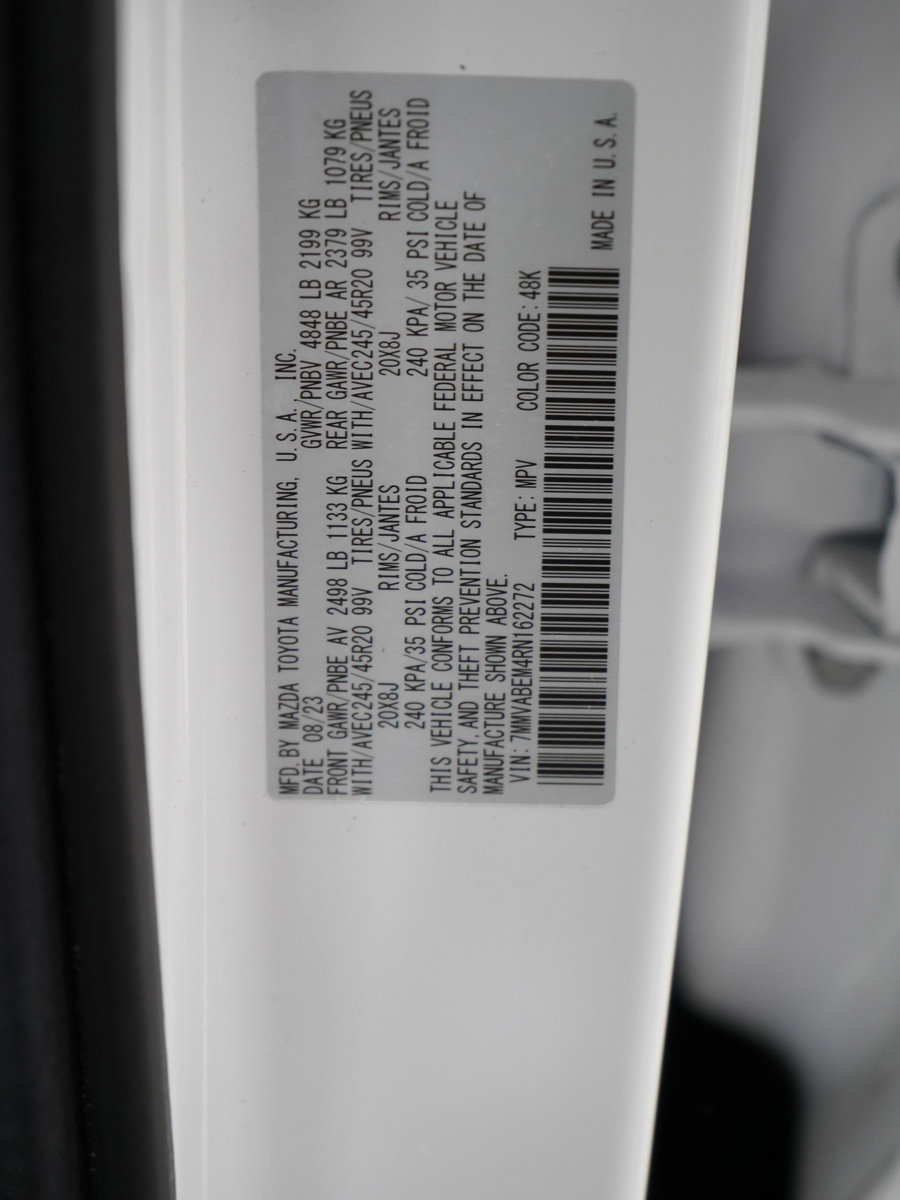 MFD. BY MAZDA TOYOTA MANUFACTURING, U.S.A., INC.
DATE 08/23 GVWR/PNBV 4848 LB 2199 KG
FRONT GAWR/PNBE AV 2498 LB 1133 KG REAR GAWR/PNBE AR 2379 LB 1079 KG
WITH/AVEC245/45R20 99V TIRES/PNEUS WITH/AVEC245/45R20 99V TIRES/PNEUS
20X8J RIMS/JANTES 20X8J RIMS/JANTES
240 KPA/35 PSI COLD/A FROID 240 KPA/ 35 PSI COLD/A FROID
THIS VEHICLE CONFORMS TO ALL APPLICABLE FEDERAL MOTOR VEHICLE
SAFETY, AND THEFT PREVENTION STANDARDS IN EFFECT ON THE DATE OF
MANUFACTURE SHOWN ABOVE.
VIN: 7MMVABEM4RN162272 TYPE: MPV COLOR CODE: 48K
MADE IN U.S.A.